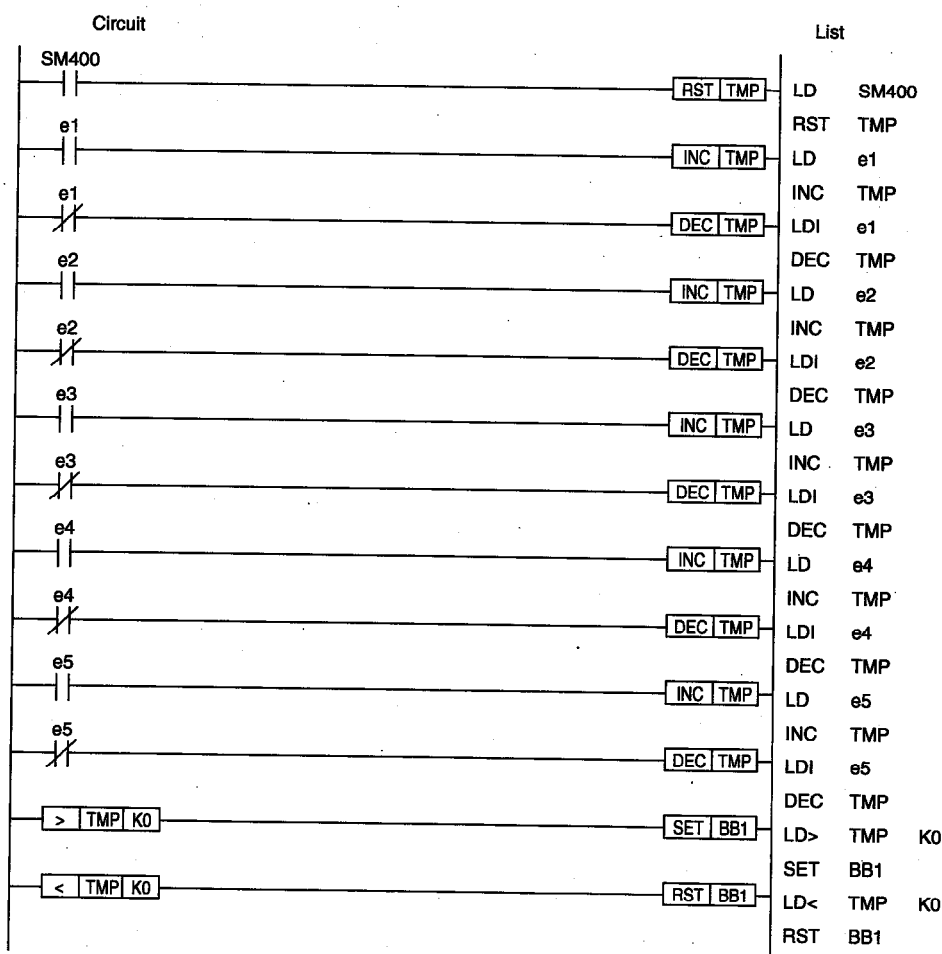 Circuit
List
SM400
RST TMP
LD SM400
RST TMP
e1
INC TMP
LD e1
INC TMP
e1
DEC TMP
LDI e1
DEC TMP
e2
INC TMP
LD e2
INC TMP
e2
DEC TMP
LDI e2
DEC TMP
e3
INC TMP
LD e3
INC TMP
e3
DEC TMP
LDI e3
DEC TMP
e4
INC TMP
LD e4
INC TMP
e4
DEC TMP
LDI e4
DEC TMP
e5
INC TMP
LD e5
INC TMP
e5
DEC TMP
LDI e5
DEC TMP
> TMP K0
SET BB1
LD> TMP K0
SET BB1
< TMP K0
RST BB1
LD< TMP K0
RST BB1